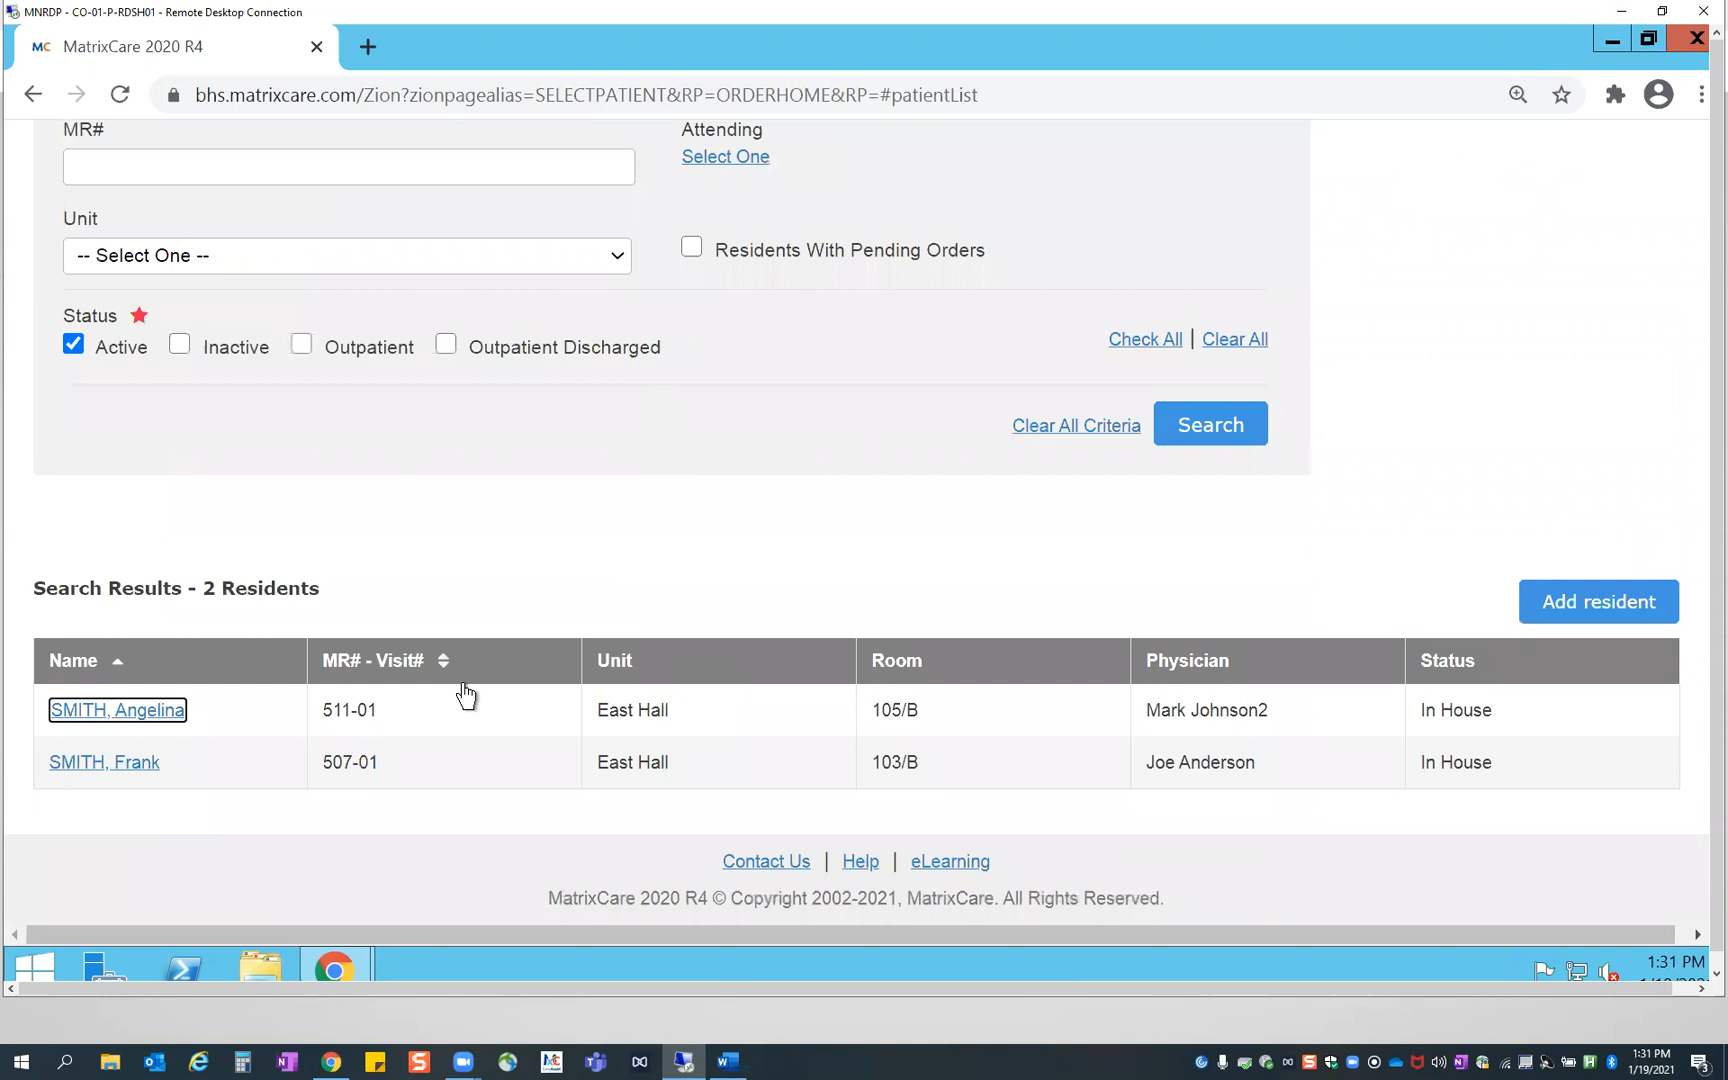 MNRDP - CO-01-P-RDSH01 - Remote Desktop Connection
MC MatrixCare 2020 R4
bhs.matrixcare.com/Zion?zionpagealias=SELECTPATIENT&RP=ORDERHOME&RP=#patientList
MR# Attending
Select One
Unit
-- Select One -- Residents With Pending Orders
Status
Active Inactive Outpatient Outpatient Discharged Check All | Clear All
Clear All Criteria Search
Search Results - 2 Residents Add resident
Name MR# - Visit# Unit Room Physician Status
SMITH, Angelina 511-01 East Hall 105/B Mark Johnson2 In House
SMITH, Frank 507-01 East Hall 103/B Joe Anderson In House
Contact Us | Help | eLearning
MatrixCare 2020 R4 © Copyright 2002-2021, MatrixCare. All Rights Reserved.
1:31 PM
1:31 PM
1/19/2021